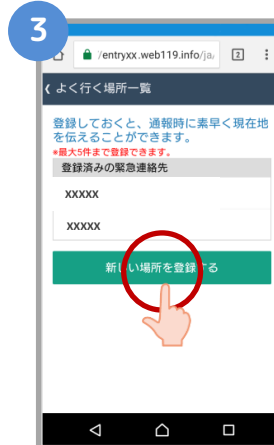 3
/entryxx.web119.info/ja/
2
よく行く場所一覧
登録しておくと、通報時に素早く現在地
を伝えることができます。
*最大5件まで登録できます。
登録済みの緊急連絡先
XXXXX
XXXXX
新しい場所を登録する